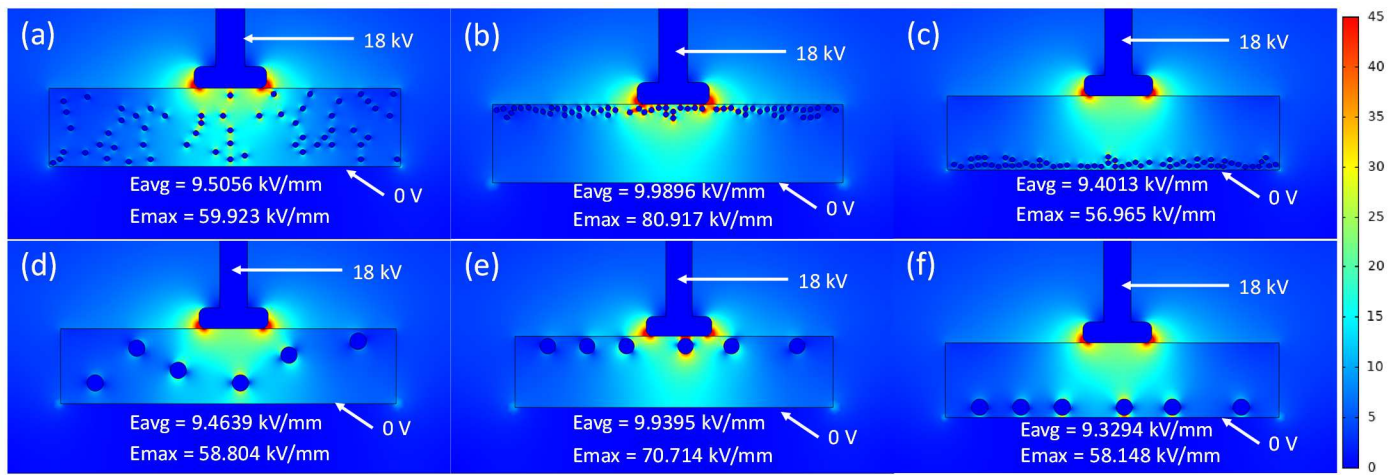 (a)
18 kV
Eavg = 9.5056 kV/mm
0 V
Emax = 59.923 kV/mm
(b)
18 kV
Eavg = 9.9896 kV/mm
0 V
Emax = 80.917 kV/mm
(c)
18 kV
Eavg = 9.4013 kV/mm
0 V
Emax = 56.965 kV/mm
(d)
18 kV
Eavg = 9.4639 kV/mm
0 V
Emax = 58.804 kV/mm
(e)
18 kV
Eavg = 9.9395 kV/mm
0 V
Emax = 70.714 kV/mm
(f)
18 kV
Eavg = 9.3294 kV/mm
0 V
Emax = 58.148 kV/mm
45
40
35
30
25
20
15
10
5
0